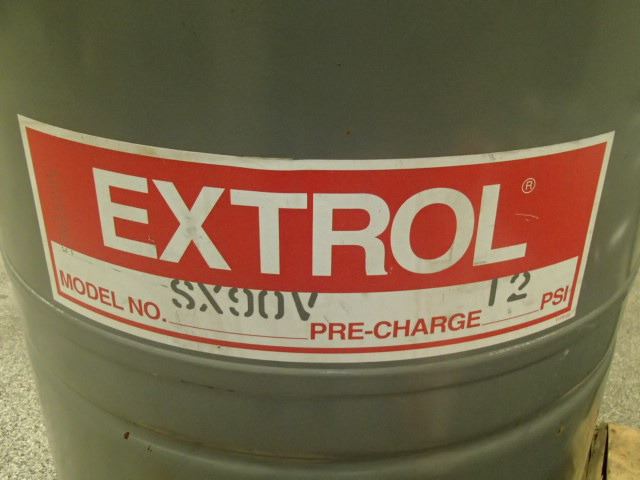 EXTROL®
MODEL NO. SX90V PRE-CHARGE 12 PSI